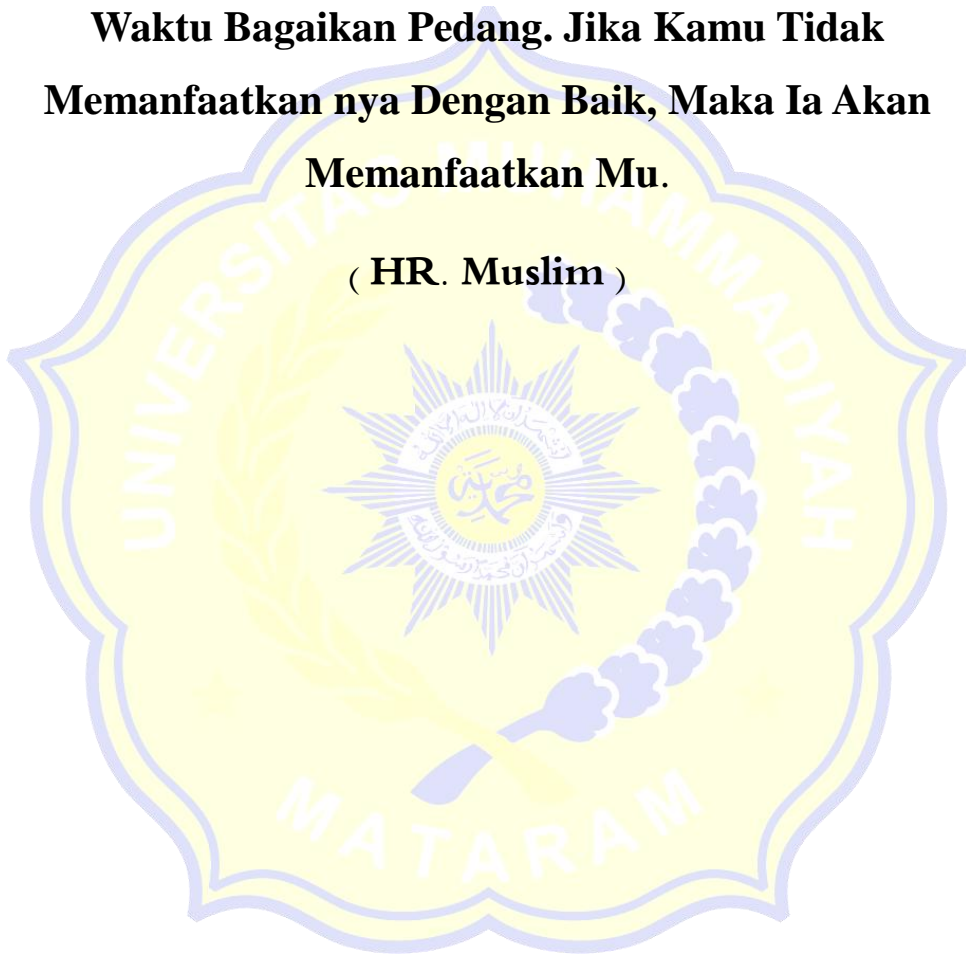 Waktu Bagaikan Pedang. Jika Kamu Tidak
Memanfaatkan nya Dengan Baik, Maka Ia Akan
Memanfaatkan Mu.
( HR. Muslim )
UNIVERSITAS MUHAMMADIYAH
MATARAM